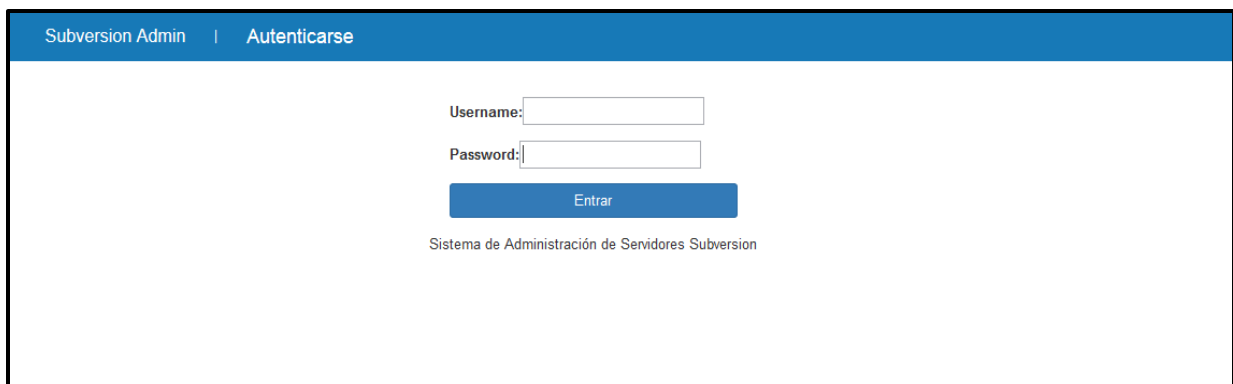 Subversion Admin | Autenticarse
Username:
Password:
Entrar
Sistema de Administración de Servidores Subversion